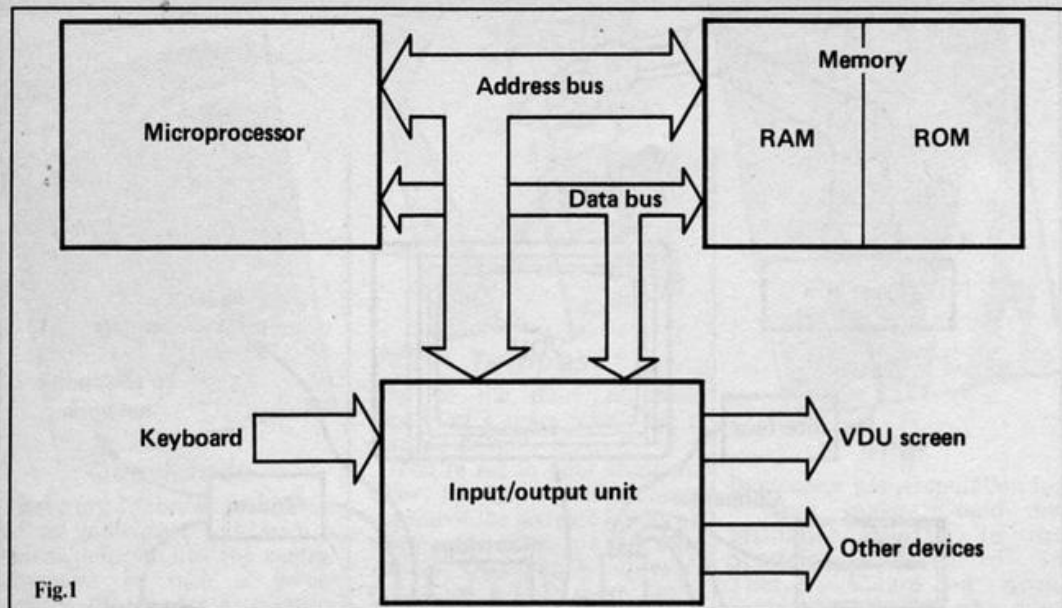 Address bus
Memory
Microprocessor
RAM
ROM
Data bus
Keyboard
VDU screen
Input/output unit
Other devices
Fig.1